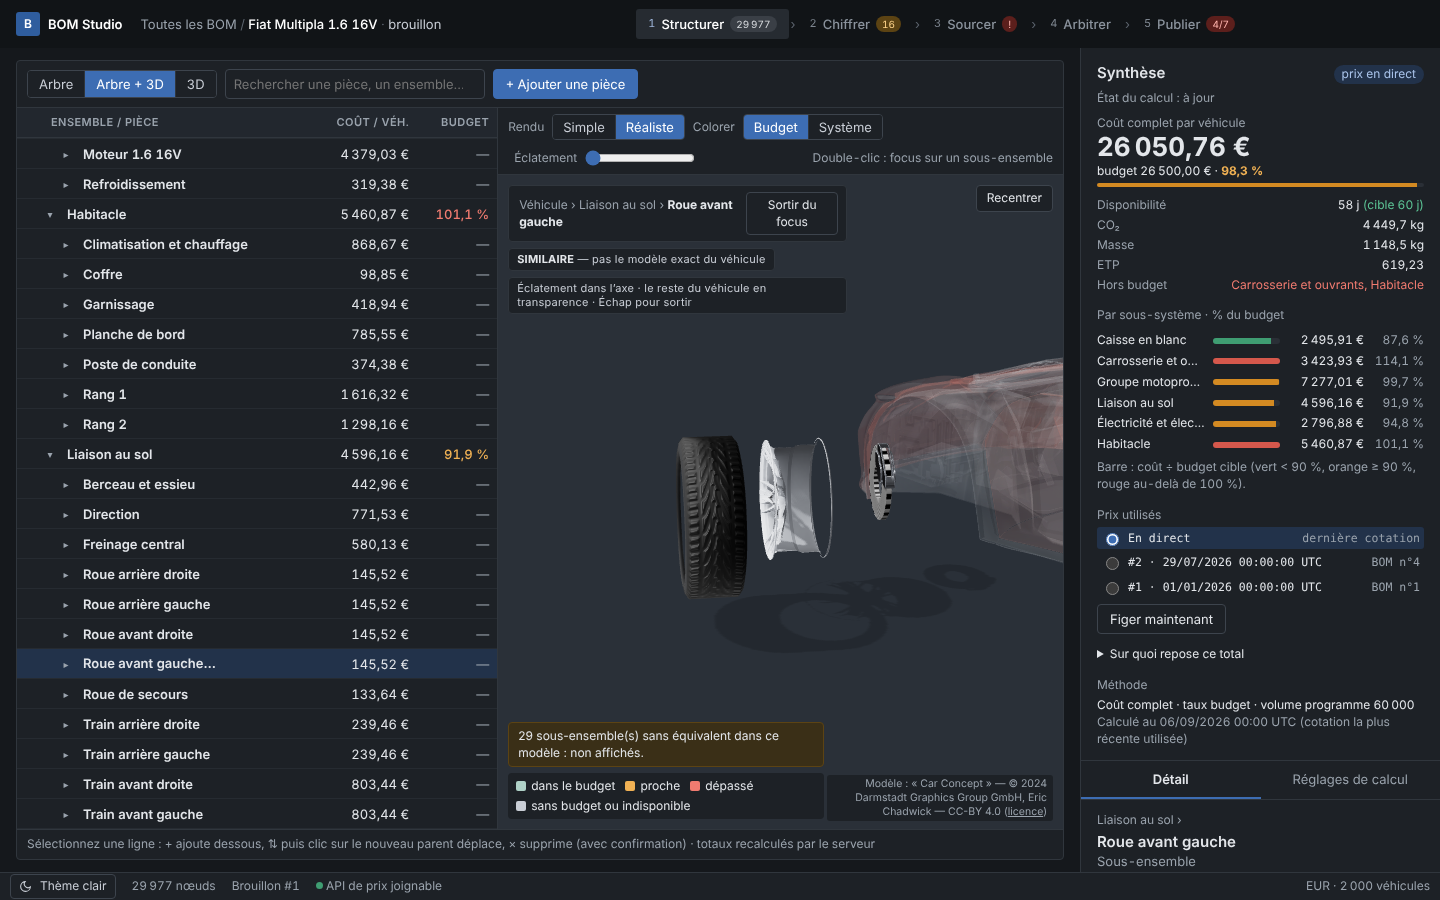 B BOM Studio Toutes les BOM / Fiat Multipla 1.6 16V · brouillon
1 Structurer 29 977 › 2 Chiffrer 16 › 3 Sourcer ! › 4 Arbitrer › 5 Publier 4/7
Arbre Arbre + 3D 3D Rechercher une pièce, un ensemble... + Ajouter une pièce
ENSEMBLE / PIÈCE COÛT / VÉH. BUDGET
Moteur 1.6 16V 4 379,03 € —
Refroidissement 319,38 € —
Habitacle 5 460,87 € 101,1 %
Climatisation et chauffage 868,67 € —
Coffre 98,85 € —
Garnissage 418,94 € —
Planche de bord 785,55 € —
Poste de conduite 374,38 € —
Rang 1 1 616,32 € —
Rang 2 1 298,16 € —
Liaison au sol 4 596,16 € 91,9 %
Berceau et essieu 442,96 € —
Direction 771,53 € —
Freinage central 580,13 € —
Roue arrière droite 145,52 € —
Roue arrière gauche 145,52 € —
Roue avant droite 145,52 € —
Roue avant gauche... 145,52 € —
Roue de secours 133,64 € —
Train arrière droite 239,46 € —
Train arrière gauche 239,46 € —
Train avant droite 803,44 € —
Train avant gauche 803,44 € —
Rendu Simple Réaliste Colorer Budget Système
Éclatement Double-clic : focus sur un sous-ensemble
Véhicule › Liaison au sol › Roue avant
gauche
Sortir du
focus
Recentrer
SIMILAIRE — pas le modèle exact du véhicule
Éclatement dans l'axe · le reste du véhicule en
transparence · Échap pour sortir
29 sous-ensemble(s) sans équivalent dans ce
modèle : non affichés.
dans le budget proche dépassé
sans budget ou indisponible
Modèle : « Car Concept » — © 2024
Darmstadt Graphics Group GmbH, Eric
Chadwick — CC-BY 4.0 (licence)
Sélectionnez une ligne : + ajoute dessous, ⇅ puis clic sur le nouveau parent déplace, × supprime (avec confirmation) · totaux recalculés par le serveur
Synthèse prix en direct
État du calcul : à jour
Coût complet par véhicule
26 050,76 €
budget 26 500,00 € · 98,3 %
Disponibilité 58 j (cible 60 j)
CO₂ 4 449,7 kg
Masse 1 148,5 kg
ETP 619,23
Hors budget Carrosserie et ouvrants, Habitacle
Par sous-système · % du budget
Caisse en blanc 2 495,91 € 87,6 %
Carrosserie et o... 3 423,93 € 114,1 %
Groupe motopro... 7 277,01 € 99,7 %
Liaison au sol 4 596,16 € 91,9 %
Électricité et élec... 2 796,88 € 94,8 %
Habitacle 5 460,87 € 101,1 %
Barre : coût ÷ budget cible (vert < 90 %, orange ≥ 90 %,
rouge au-delà de 100 %).
Prix utilisés
En direct dernière cotation
#2 · 29/07/2026 00:00:00 UTC BOM n°4
#1 · 01/01/2026 00:00:00 UTC BOM n°1
Figer maintenant
Sur quoi repose ce total
Méthode
Coût complet · taux budget · volume programme 60 000
Calculé au 06/09/2026 00:00 UTC (cotation la plus
récente utilisée)
Détail Réglages de calcul
Liaison au sol ›
Roue avant gauche
Sous-ensemble
Thème clair 29 977 nœuds Brouillon #1 API de prix joignable EUR · 2 000 véhicules